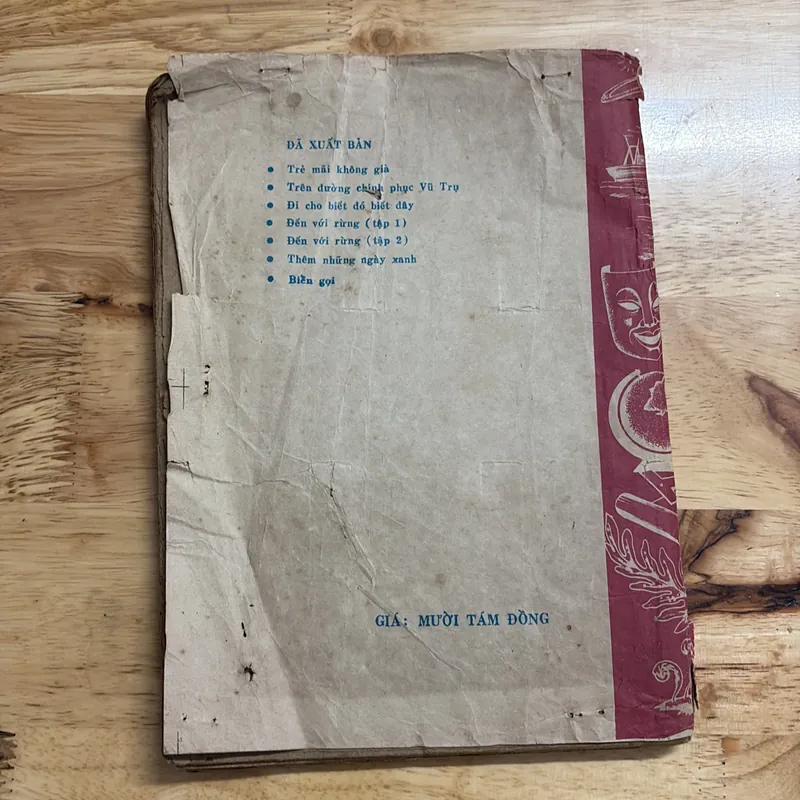 ĐÃ XUẤT BẢN
• Trẻ mãi không già
• Trên đường chinh phục Vũ Trụ
• Đi cho biết đó biết đây
• Đến với rừng (tập 1)
• Đến với rừng (tập 2)
• Thêm những ngày xanh
• Biển gọi
GIÁ: MƯỜI TÁM ĐỒNG